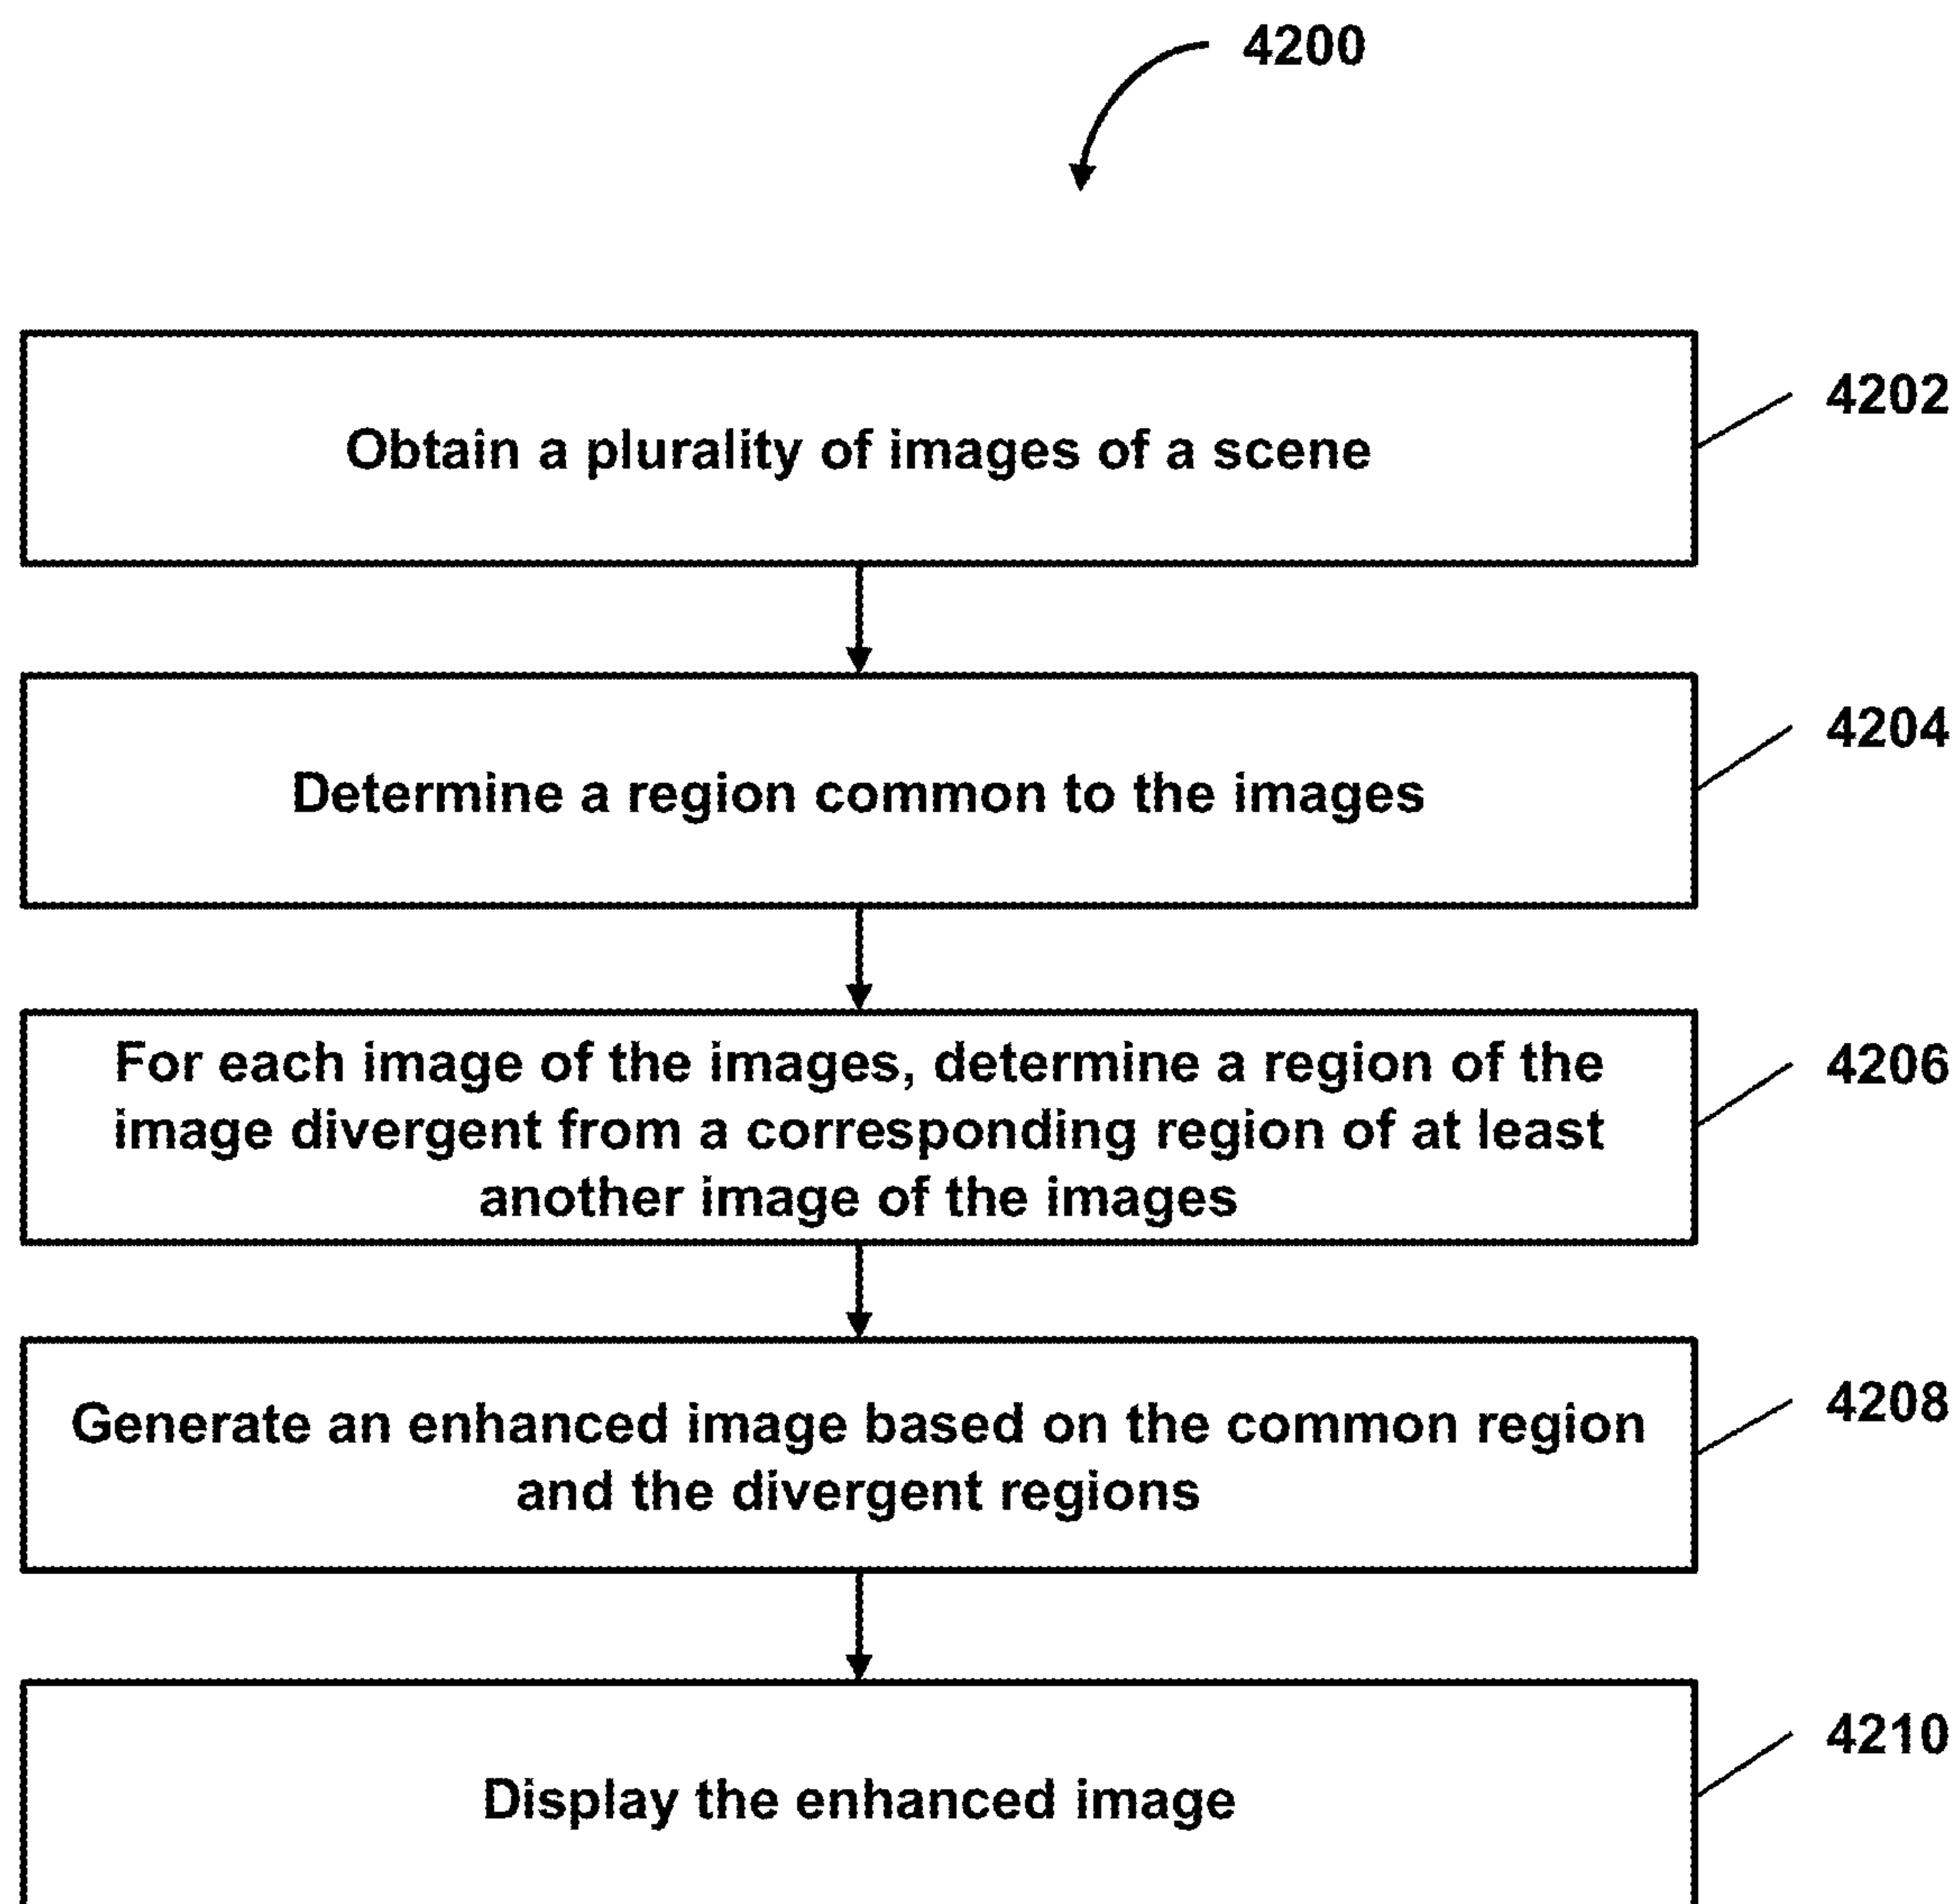 4200
Obtain a plurality of images of a scene
4202
Determine a region common to the images
4204
For each image of the images, determine a region of the
image divergent from a corresponding region of at least
another image of the images
4206
Generate an enhanced image based on the common region
and the divergent regions
4208
Display the enhanced image
4210